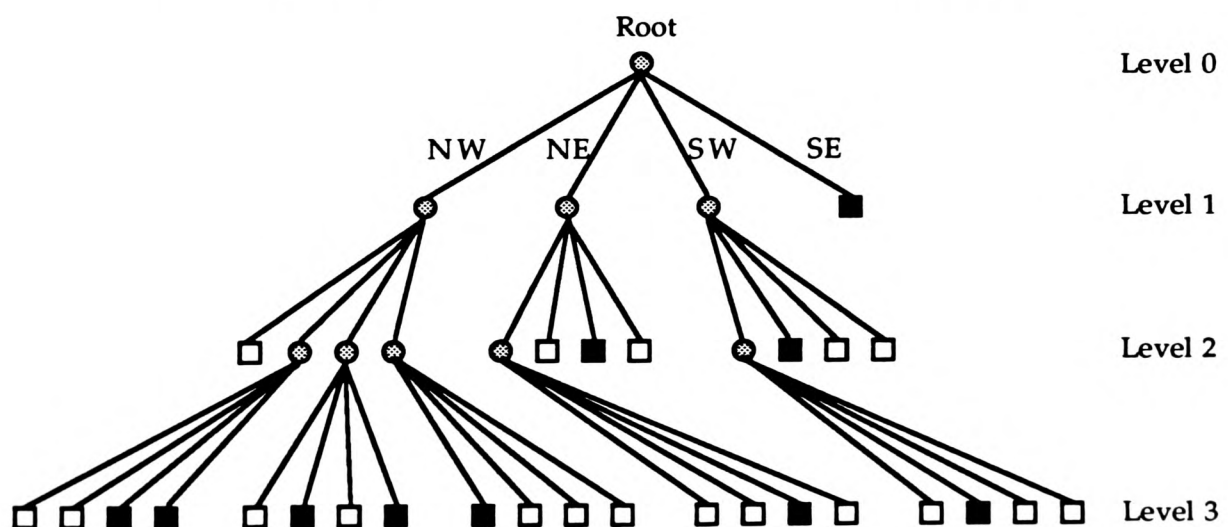 Root
Level 0
NW NE SW SE
Level 1
Level 2
Level 3